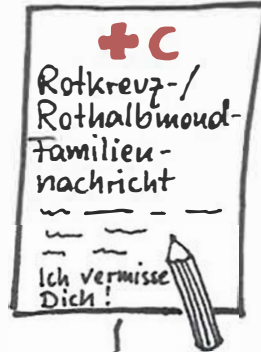 Rotkreuz-/
Rothalbmond-
Familien-
nachricht
Ich vermisse
Dich!